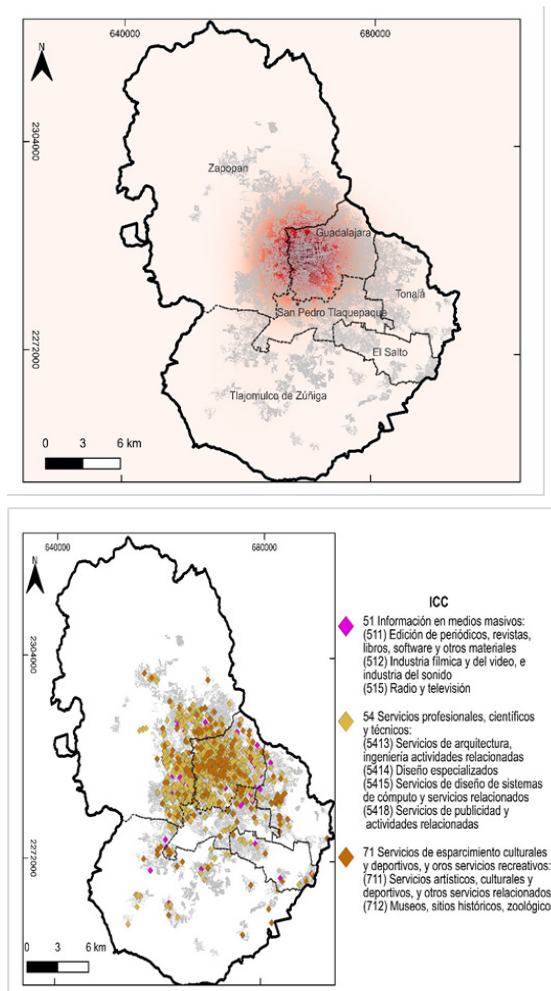 640000
680000
N
2304000
Zapopan
Guadalajara
Tonalá
San Pedro Tlaquepaque
2272000
El Salto
Tlajomulco de Zúñiga
0 3 6 km
640000
680000
N
2304000
2272000
0 3 6 km
ICC
51 Información en medios masivos:
(511) Edición de periódicos, revistas,
libros, software y otros materiales
(512) Industria fílmica y del video, e
industria del sonido
(515) Radio y televisión
54 Servicios profesionales, científicos
y técnicos:
(5413) Servicios de arquitectura,
ingeniería actividades relacionadas
(5414) Diseño especializados
(5415) Servicios de diseño de sistemas
de cómputo y servicios relacionados
(5418) Servicios de publicidad y
actividades relacionadas
71 Servicios de esparcimiento culturales
y deportivos, y oros servicios recreativos:
(711) Servicios artísticos, culturales y
deportivos, y otros servicios relacionados
(712) Museos, sitios históricos, zoológico